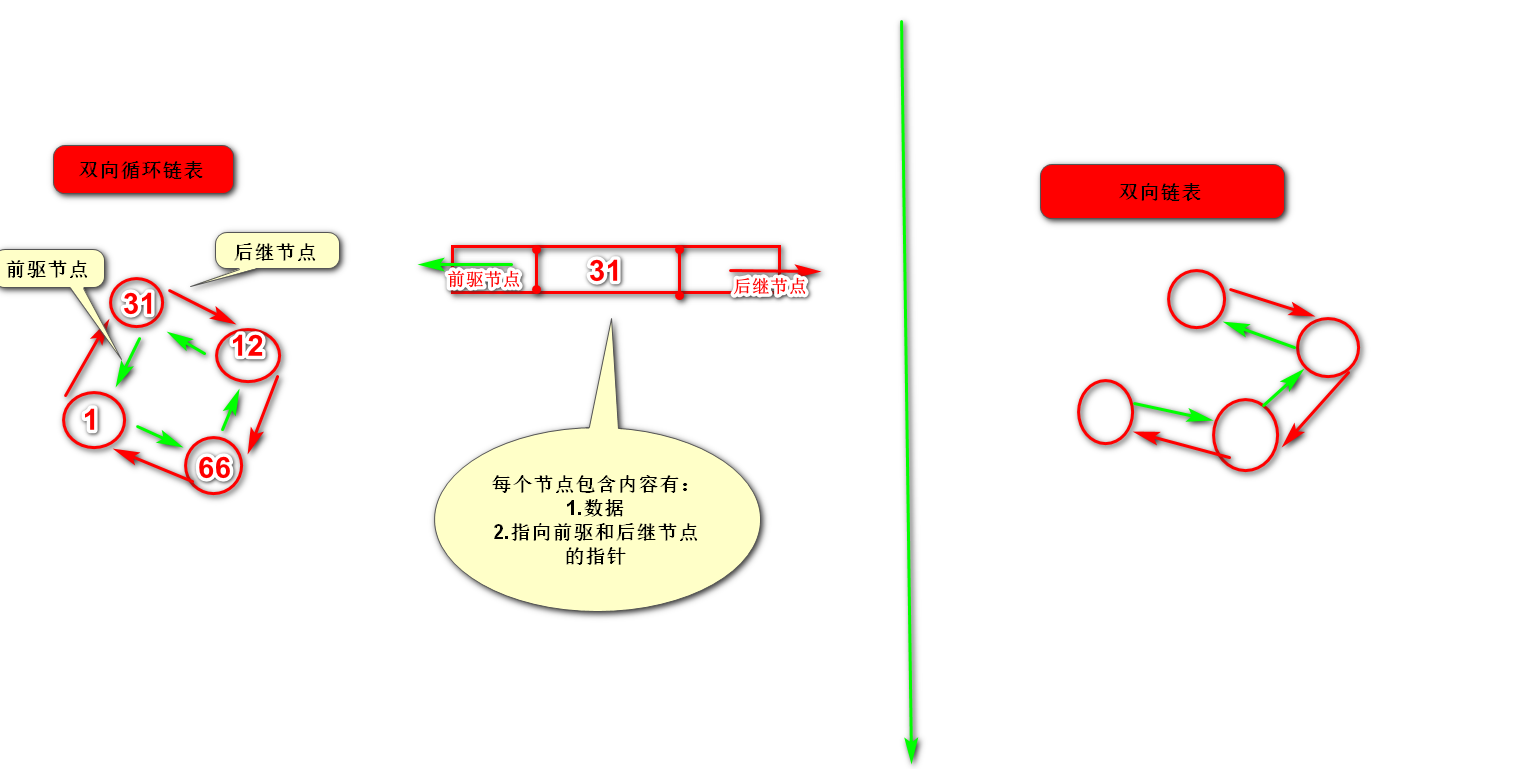 双向循环链表
双向链表
后继节点
前驱节点
31
12
1
66
31
前驱节点
后继节点
每个节点包含内容有：
1.数据
2.指向前驱和后继节点
的指针